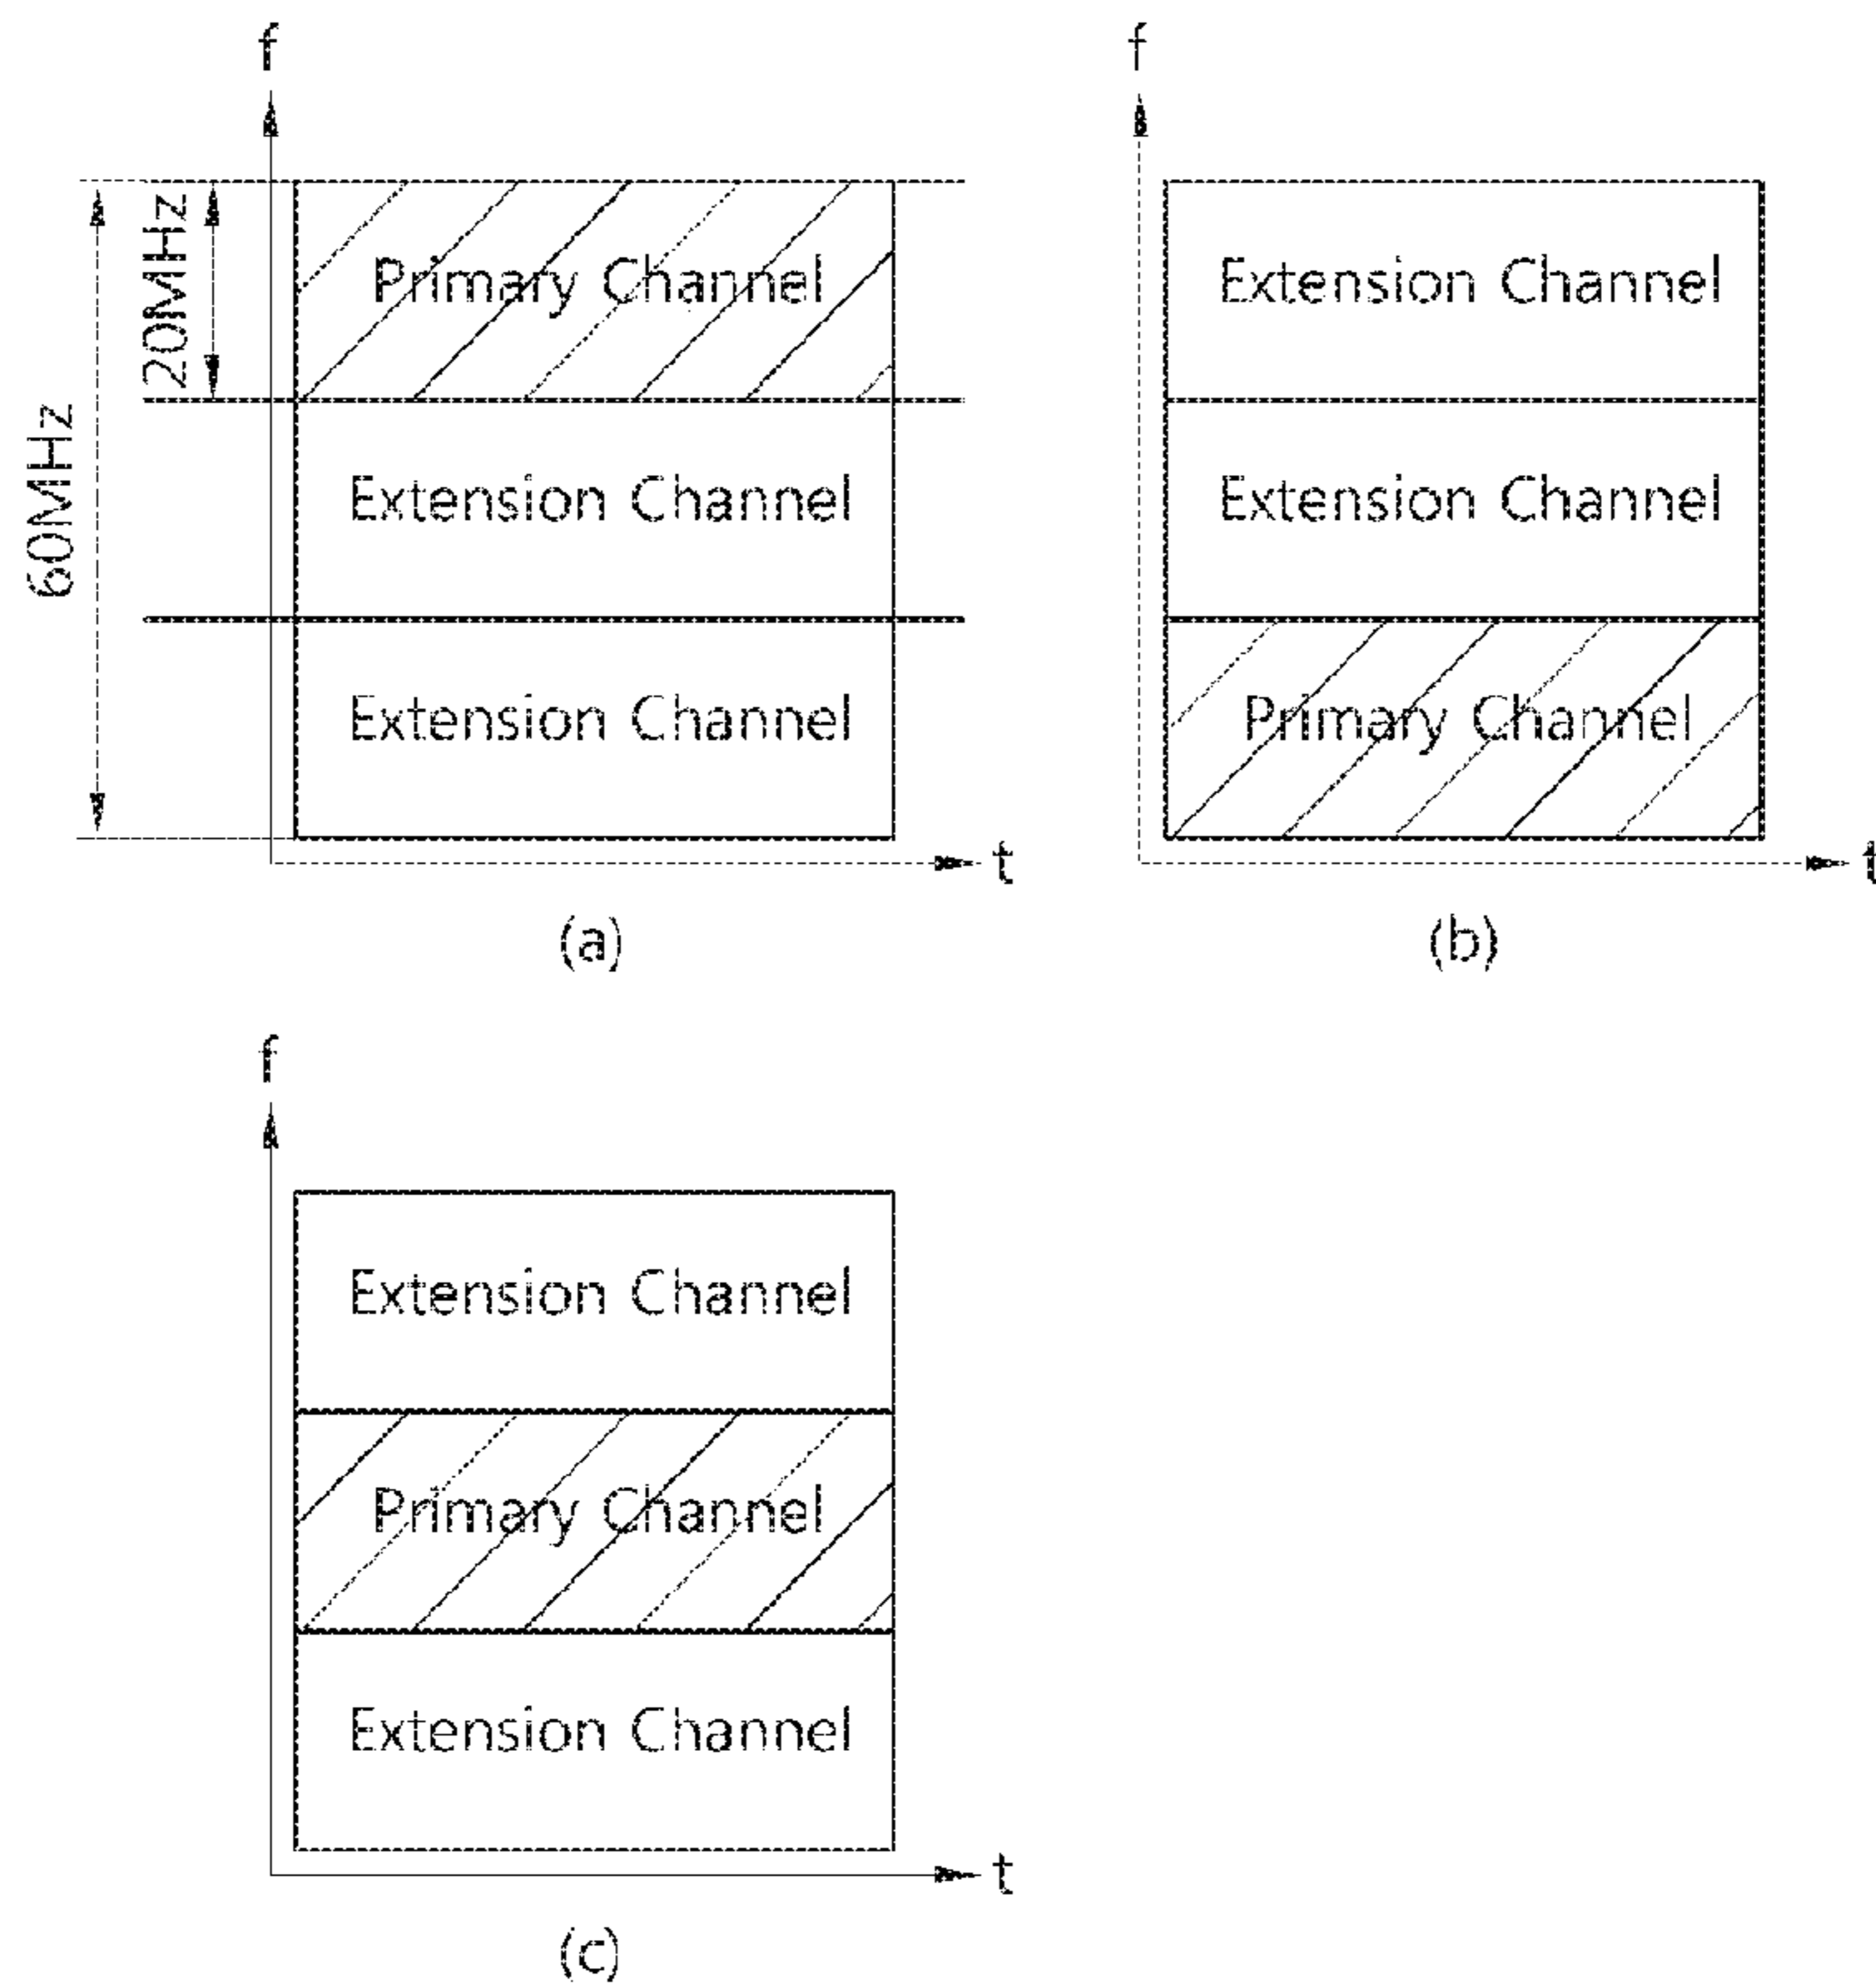 f
20MHz
60MHz
Primary Channel
Extension Channel
Extension Channel
t
(a)
f
Extension Channel
Extension Channel
Primary Channel
t
(b)
f
Extension Channel
Primary Channel
Extension Channel
t
(c)